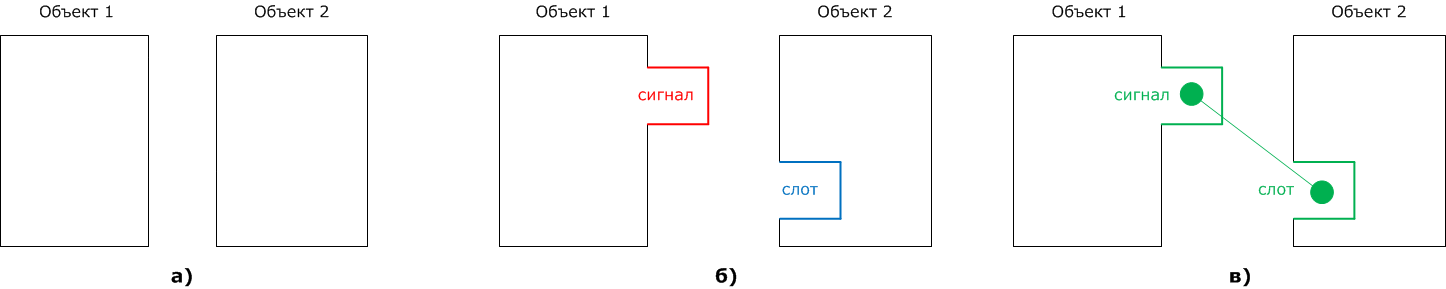 Объект 1
Объект 2
Объект 1
Объект 2
Объект 1
Объект 2
сигнал
сигнал
слот
слот
а)
б)
в)